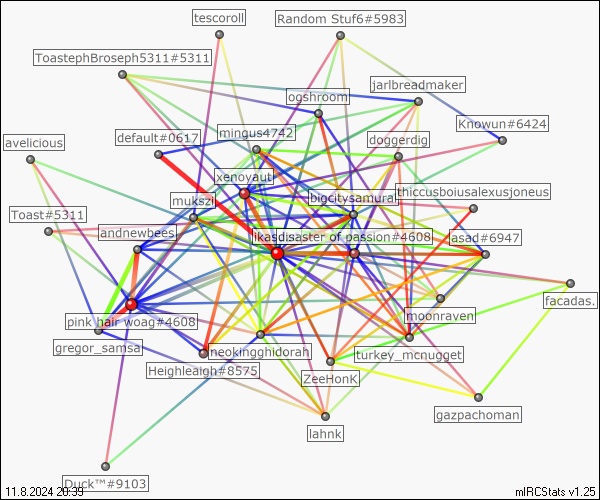 tescoroll
Random Stuf6#5983
ToastephBroseph5311#5311
jarlbreadmaker
ogshroom
Knowun#6424
default#0617
mingus4742
doggerdig
avelicious
xenoyaut
thiccusboiusalexusjoneus
mukszi
bigcitysamurai
Toast#5311
andnewbees.
disaster of passion#4608
jasad#6947
facadas.
moonraven
pink hair woag#4608
gregor_samsa
neokingghidorah
turkey_mcnugget
Heighleaigh#8575
ZeeHonK
gazpachoman
lahnk
Duck™#9103
11.8.2024 20:39
mIRCStats v1.25